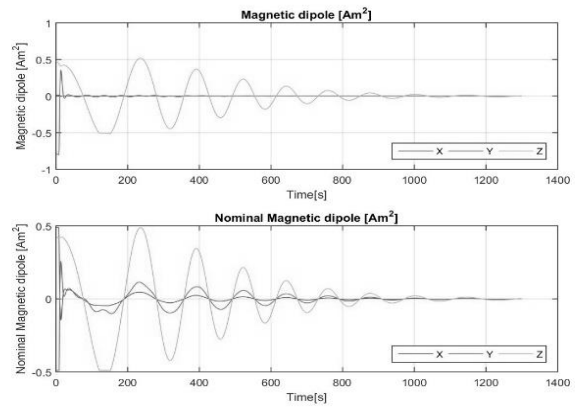 Magnetic dipole [Am²]
Magnetic dipole [Am²]
1
0.5
0
-0.5
-1
X Y Z
0 200 400 600 800 1000 1200 1400
Time[s]
Nominal Magnetic dipole [Am²]
Nominal Magnetic dipole [Am²]
0.5
0
-0.5
X Y Z
0 200 400 600 800 1000 1200 1400
Time[s]